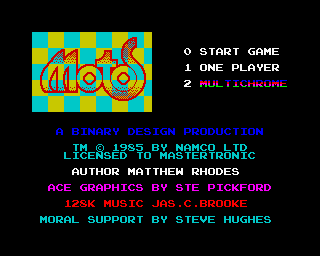 MOTOS
0 START GAME
1 ONE PLAYER
2 MULTICHROME
A BINARY DESIGN PRODUCTION
TM © 1985 BY NAMCO LTD
LICENSED TO MASTERTRONIC
AUTHOR MATTHEW RHODES
ACE GRAPHICS BY STE PICKFORD
128K MUSIC JAS.C.BROOKE
MORAL SUPPORT BY STEVE HUGHES